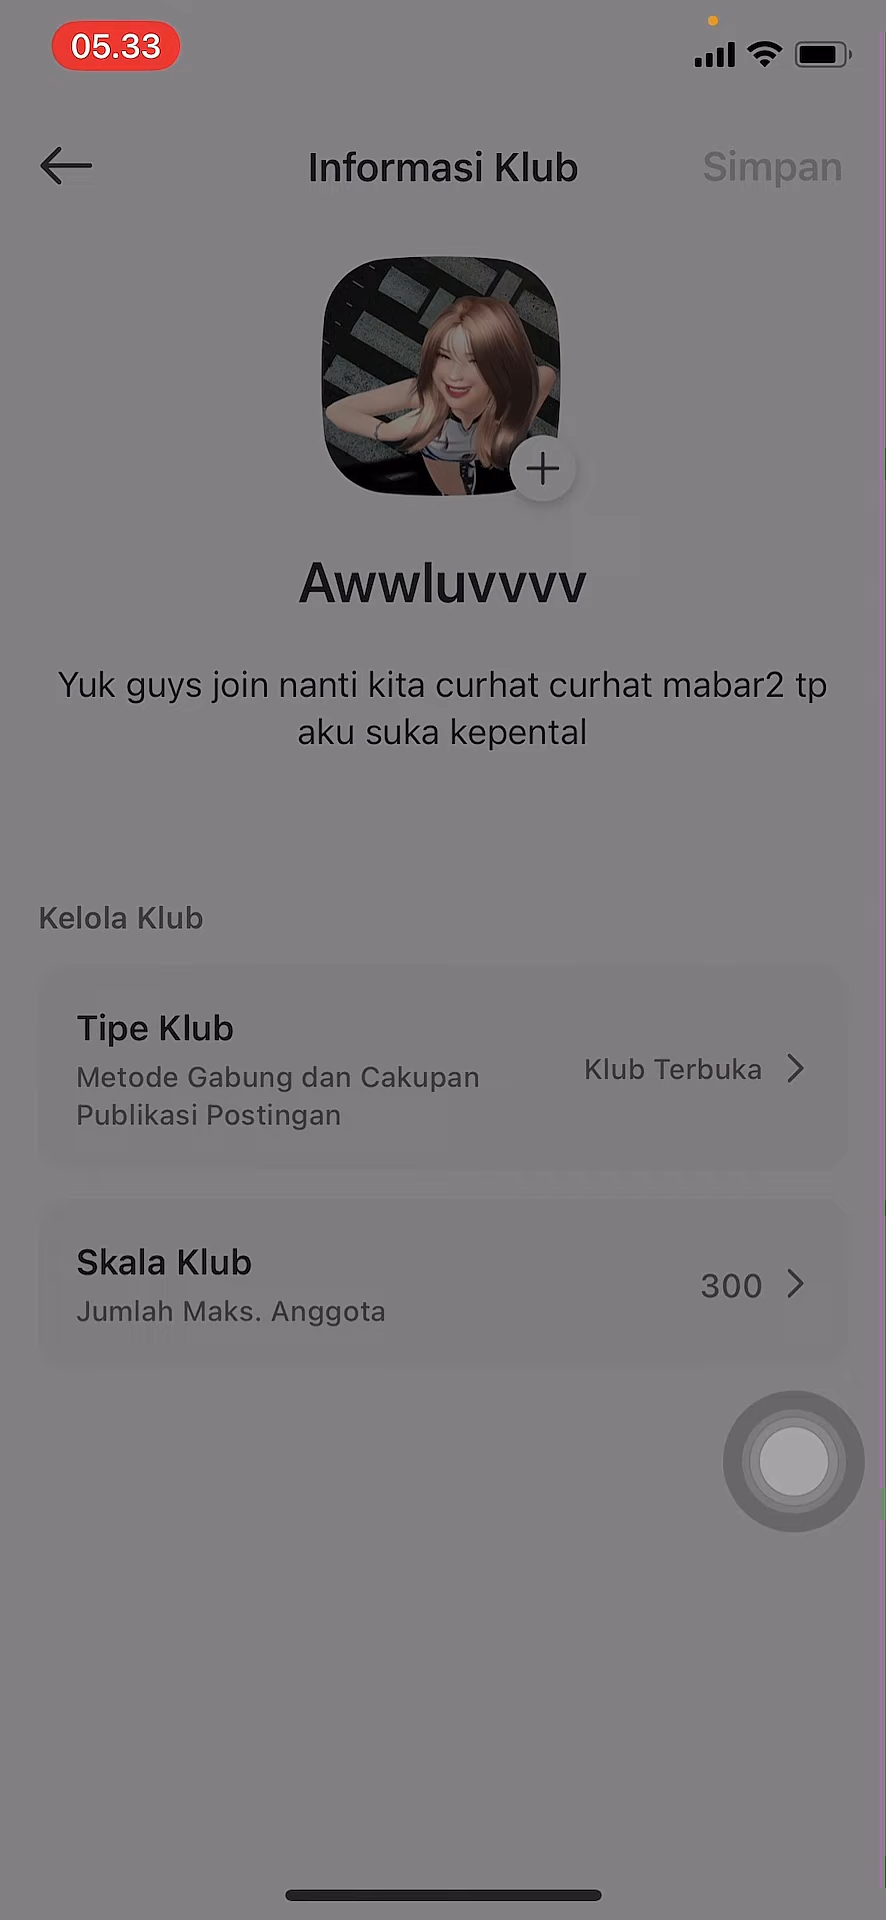 05.33
Informasi Klub
Simpan
Awwluvvvv
Yuk guys join nanti kita curhat curhat mabar2 tp
aku suka kepental
Kelola Klub
Tipe Klub
Metode Gabung dan Cakupan
Publikasi Postingan
Klub Terbuka
Skala Klub
Jumlah Maks. Anggota
300